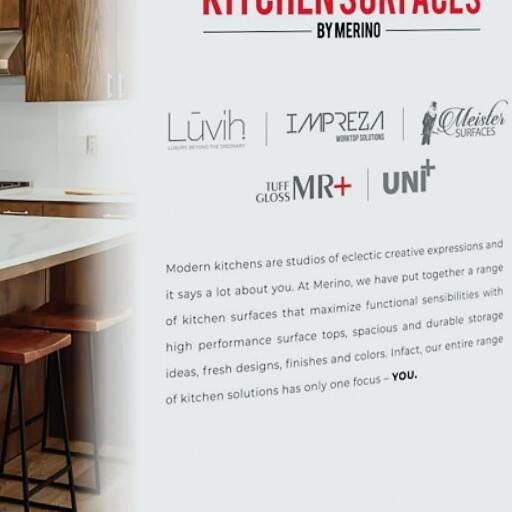 KITCHEN SURFACES
BY MERINO
Lūvih | IMPREZA | Meister
LUXURY BEYOND THE ORDINARY WORKTOP SOLUTIONS SURFACES
TUFF GLOSS MR+ | UNI+
Modern kitchens are studios of eclectic creative expressions and
it says a lot about you. At Merino, we have put together a range
of kitchen surfaces that maximize functional sensibilities with
high performance surface tops, spacious and durable storage
ideas, fresh designs, finishes and colors. Infact, our entire range
of kitchen solutions has only one focus – YOU.